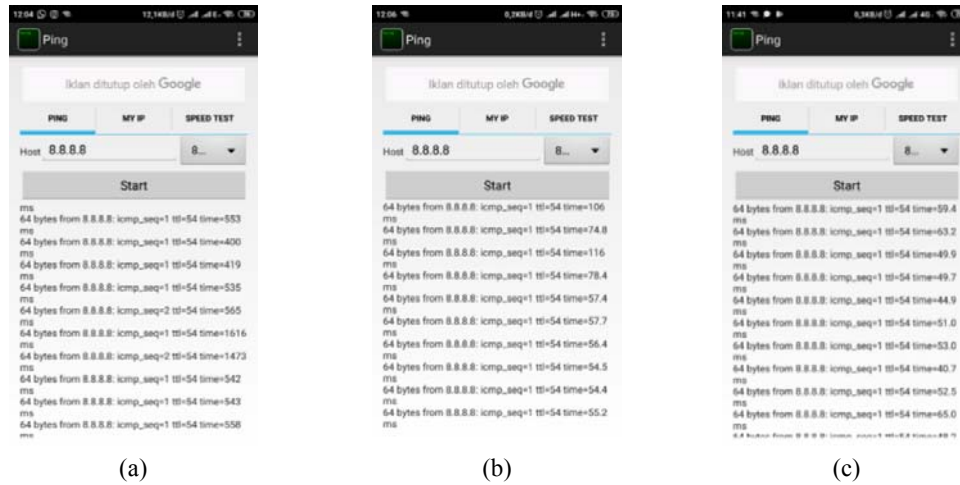 12:04
Ping
Iklan ditutup oleh Google
PING MY IP SPEED TEST
Host 8.8.8.8 8...
Start
ms
64 bytes from 8.8.8.8: icmp_seq=1 ttl=54 time=553
ms
64 bytes from 8.8.8.8: icmp_seq=1 ttl=54 time=400
ms
64 bytes from 8.8.8.8: icmp_seq=1 ttl=54 time=419
ms
64 bytes from 8.8.8.8: icmp_seq=1 ttl=54 time=535
ms
64 bytes from 8.8.8.8: icmp_seq=2 ttl=54 time=565
ms
64 bytes from 8.8.8.8: icmp_seq=1 ttl=54 time=1616
ms
64 bytes from 8.8.8.8: icmp_seq=2 ttl=54 time=1473
ms
64 bytes from 8.8.8.8: icmp_seq=1 ttl=54 time=542
ms
64 bytes from 8.8.8.8: icmp_seq=1 ttl=54 time=543
ms
64 bytes from 8.8.8.8: icmp_seq=1 ttl=54 time=558
ms
(a)
12:06
Ping
Iklan ditutup oleh Google
PING MY IP SPEED TEST
Host 8.8.8.8 8...
Start
64 bytes from 8.8.8.8: icmp_seq=1 ttl=54 time=106
ms
64 bytes from 8.8.8.8: icmp_seq=1 ttl=54 time=74.8
ms
64 bytes from 8.8.8.8: icmp_seq=1 ttl=54 time=116
ms
64 bytes from 8.8.8.8: icmp_seq=1 ttl=54 time=78.4
ms
64 bytes from 8.8.8.8: icmp_seq=1 ttl=54 time=57.4
ms
64 bytes from 8.8.8.8: icmp_seq=1 ttl=54 time=57.7
ms
64 bytes from 8.8.8.8: icmp_seq=1 ttl=54 time=56.4
ms
64 bytes from 8.8.8.8: icmp_seq=1 ttl=54 time=54.5
ms
64 bytes from 8.8.8.8: icmp_seq=1 ttl=54 time=54.4
ms
64 bytes from 8.8.8.8: icmp_seq=1 ttl=54 time=55.2
ms
(b)
11:41
Ping
Iklan ditutup oleh Google
PING MY IP SPEED TEST
Host 8.8.8.8 8...
Start
64 bytes from 8.8.8.8: icmp_seq=1 ttl=54 time=59.4
ms
64 bytes from 8.8.8.8: icmp_seq=1 ttl=54 time=63.2
ms
64 bytes from 8.8.8.8: icmp_seq=1 ttl=54 time=49.9
ms
64 bytes from 8.8.8.8: icmp_seq=1 ttl=54 time=49.7
ms
64 bytes from 8.8.8.8: icmp_seq=1 ttl=54 time=44.9
ms
64 bytes from 8.8.8.8: icmp_seq=1 ttl=54 time=51.0
ms
64 bytes from 8.8.8.8: icmp_seq=1 ttl=54 time=53.0
ms
64 bytes from 8.8.8.8: icmp_seq=1 ttl=54 time=40.7
ms
64 bytes from 8.8.8.8: icmp_seq=1 ttl=54 time=52.5
ms
64 bytes from 8.8.8.8: icmp_seq=1 ttl=54 time=65.0
ms
(c)